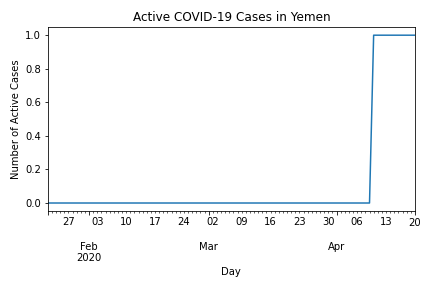 Active COVID-19 Cases in Yemen
Number of Active Cases
1.0
0.8
0.6
0.4
0.2
0.0
27 03 10 17 24 02 09 16 23 30 06 13 20
Feb Mar Apr
2020
Day